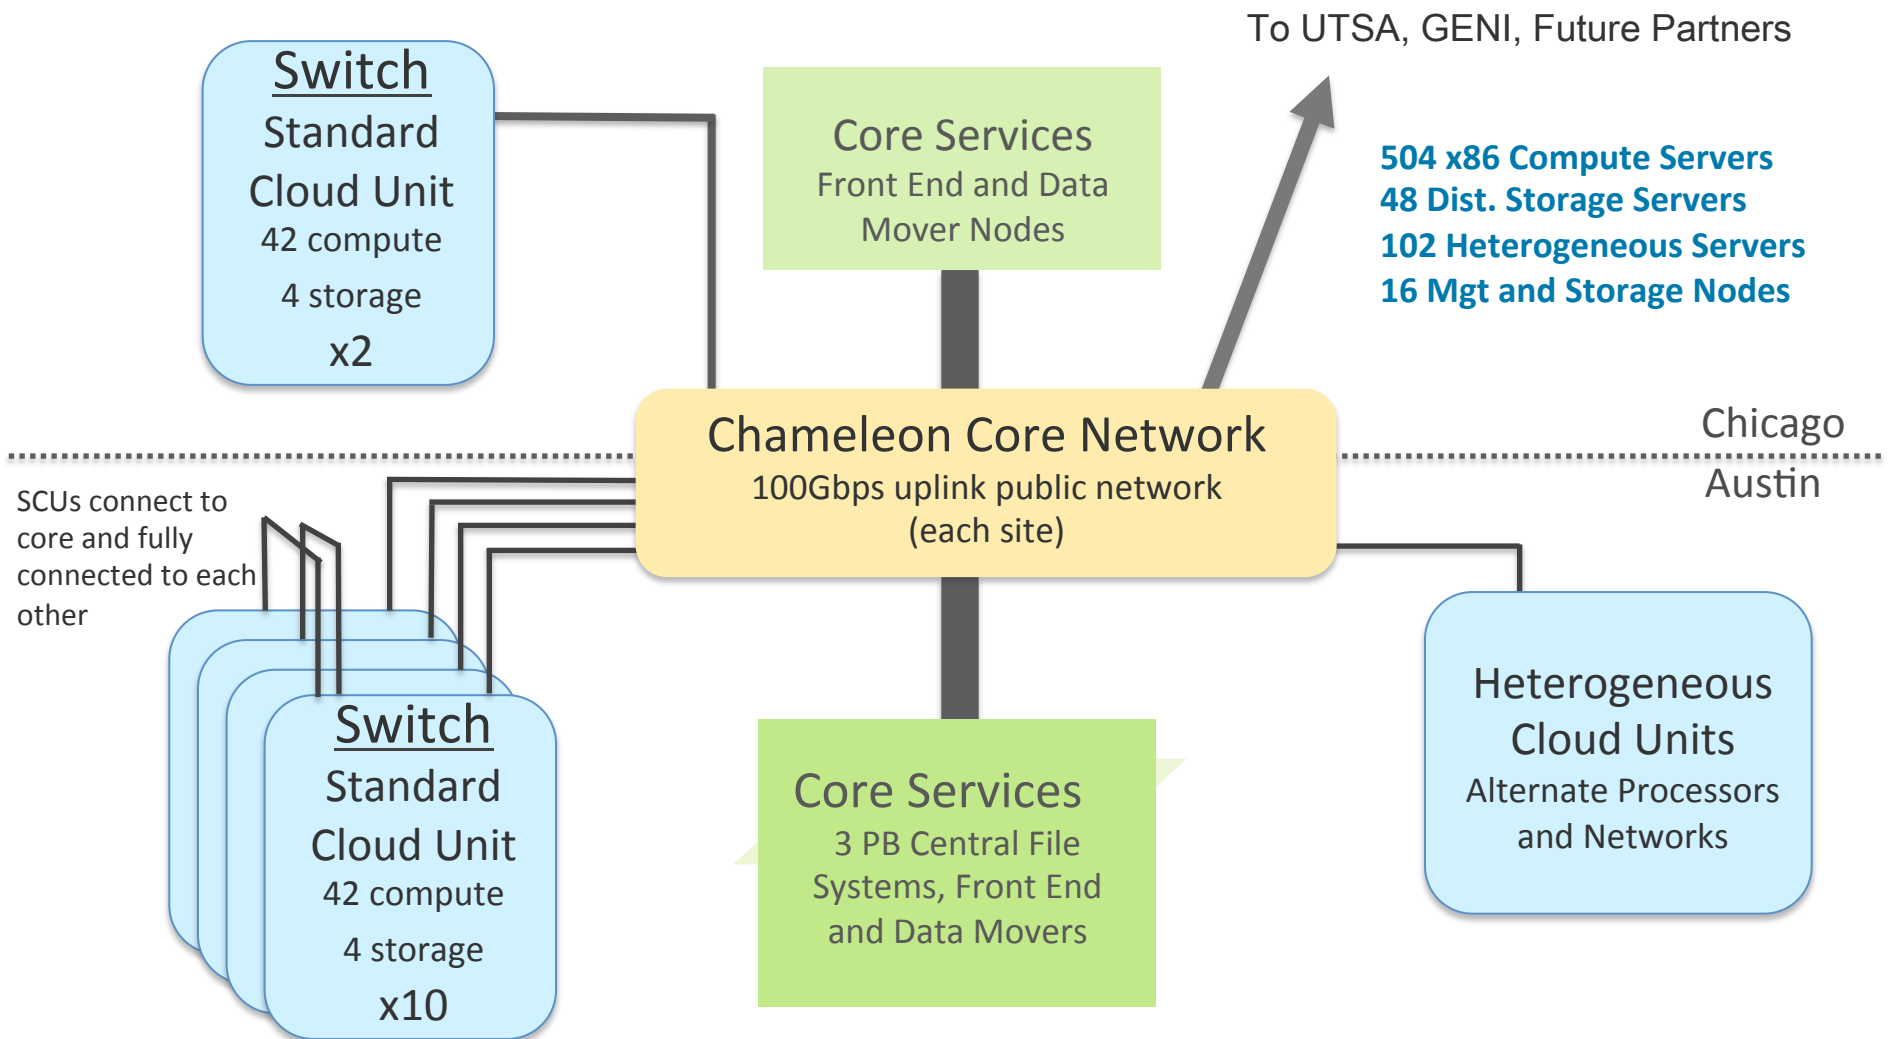 To UTSA, GENI, Future Partners
Switch
Standard
Cloud Unit
42 compute
4 storage
x2
Core Services
Front End and Data
Mover Nodes
504 x86 Compute Servers
48 Dist. Storage Servers
102 Heterogeneous Servers
16 Mgt and Storage Nodes
Chameleon Core Network
100Gbps uplink public network
(each site)
Chicago
Austin
SCUs connect to
core and fully
connected to each
other
Switch
Standard
Cloud Unit
42 compute
4 storage
x10
Core Services
3 PB Central File
Systems, Front End
and Data Movers
Heterogeneous
Cloud Units
Alternate Processors
and Networks